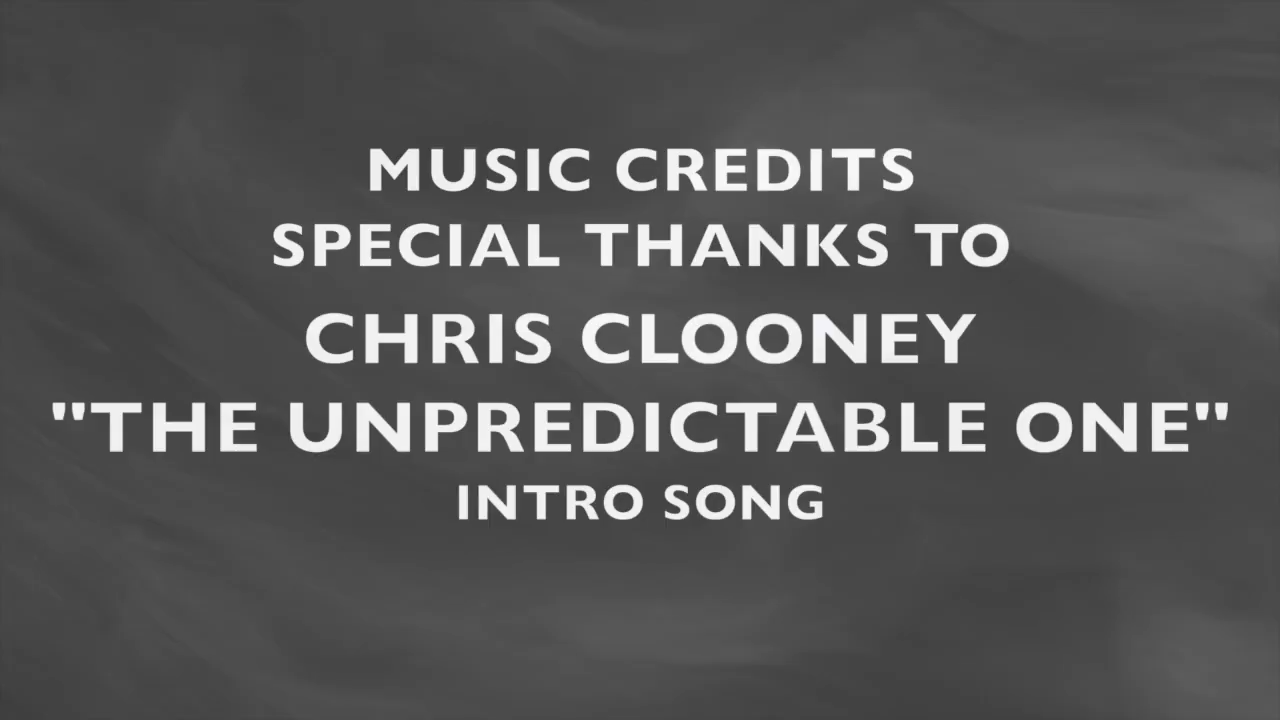 MUSIC CREDITS
SPECIAL THANKS TO
CHRIS CLOONEY
"THE UNPREDICTABLE ONE"
INTRO SONG